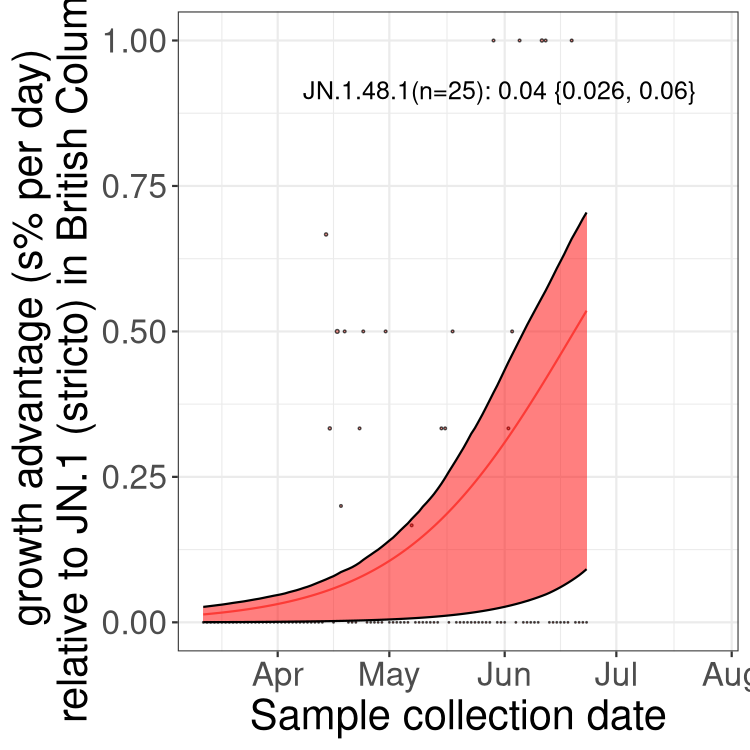 growth advantage (s% per day)
relative to JN.1 (stricto) in British Colum
1.00
0.75
0.50
0.25
0.00
JN.1.48.1(n=25): 0.04 {0.026, 0.06}
Apr May Jun Jul Aug
Sample collection date